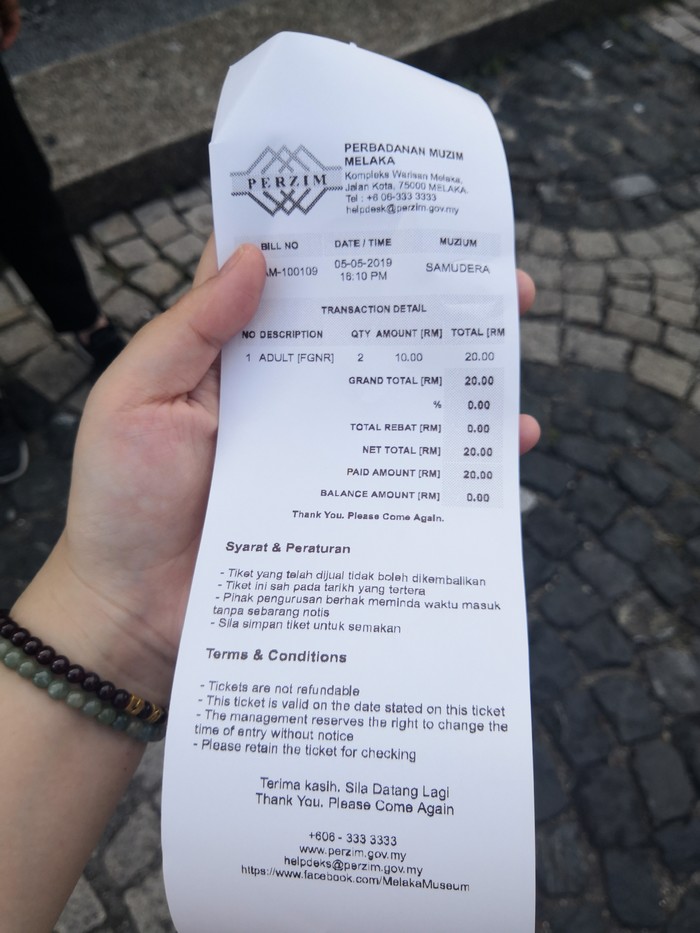 PERZIM
PERBADANAN MUZIM
MELAKA
Kompleks Warisan Melaka,
Jalan Kota, 75000 MELAKA.
Tel : +6 06-333 3333
helpdesk@perzim.gov.my
BILL NO DATE / TIME MUZIUM
AM-100109 05-05-2019 SAMUDERA
16:10 PM
TRANSACTION DETAIL
NO DESCRIPTION QTY AMOUNT [RM] TOTAL [RM
1 ADULT [FGNR] 2 10.00 20.00
GRAND TOTAL [RM] 20.00
% 0.00
TOTAL REBAT [RM] 0.00
NET TOTAL [RM] 20.00
PAID AMOUNT [RM] 20.00
BALANCE AMOUNT [RM] 0.00
Thank You. Please Come Again.
Syarat & Peraturan
- Tiket yang telah dijual tidak boleh dikembalikan
- Tiket ini sah pada tarikh yang tertera
- Pihak pengurusan berhak meminda waktu masuk
tanpa sebarang notis
- Sila simpan tiket untuk semakan
Terms & Conditions
- Tickets are not refundable
- This ticket is valid on the date stated on this ticket
- The management reserves the right to change the
time of entry without notice
- Please retain the ticket for checking
Terima kasih. Sila Datang Lagi
Thank You. Please Come Again
+606 - 333 3333
www.perzim.gov.my
helpdeks@perzim.gov.my
https://www.facebook.com/MelakaMuseum